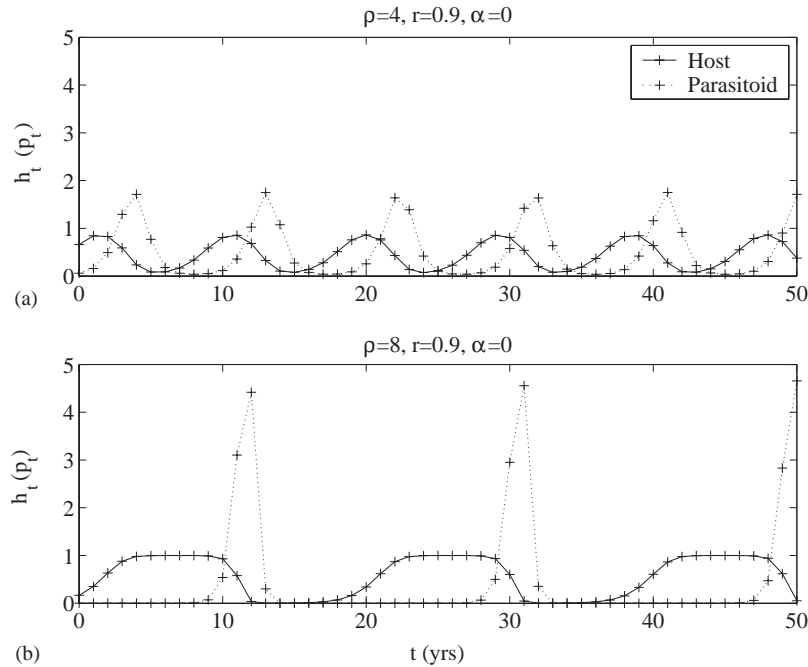 ρ=4, r=0.9, α=0
5
4
3
2
1
0
h_t (p_t)
Host
Parasitoid
0 10 20 30 40 50
(a)
ρ=8, r=0.9, α=0
5
4
3
2
1
0
h_t (p_t)
0 10 20 30 40 50
(b)
t (yrs)